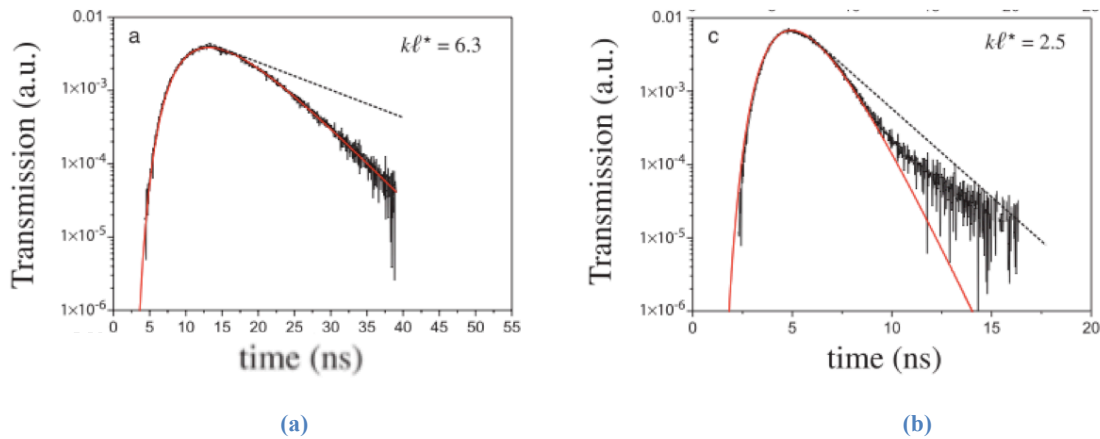 a
kℓ* = 6.3
Transmission (a.u.)
0.01
1×10⁻³
1×10⁻⁴
1×10⁻⁵
1×10⁻⁶
0 5 10 15 20 25 30 35 40 45 50 55
time (ns)
(a)
c
kℓ* = 2.5
Transmission (a.u.)
0.01
1×10⁻³
1×10⁻⁴
1×10⁻⁵
1×10⁻⁶
0 5 10 15 20
time (ns)
(b)